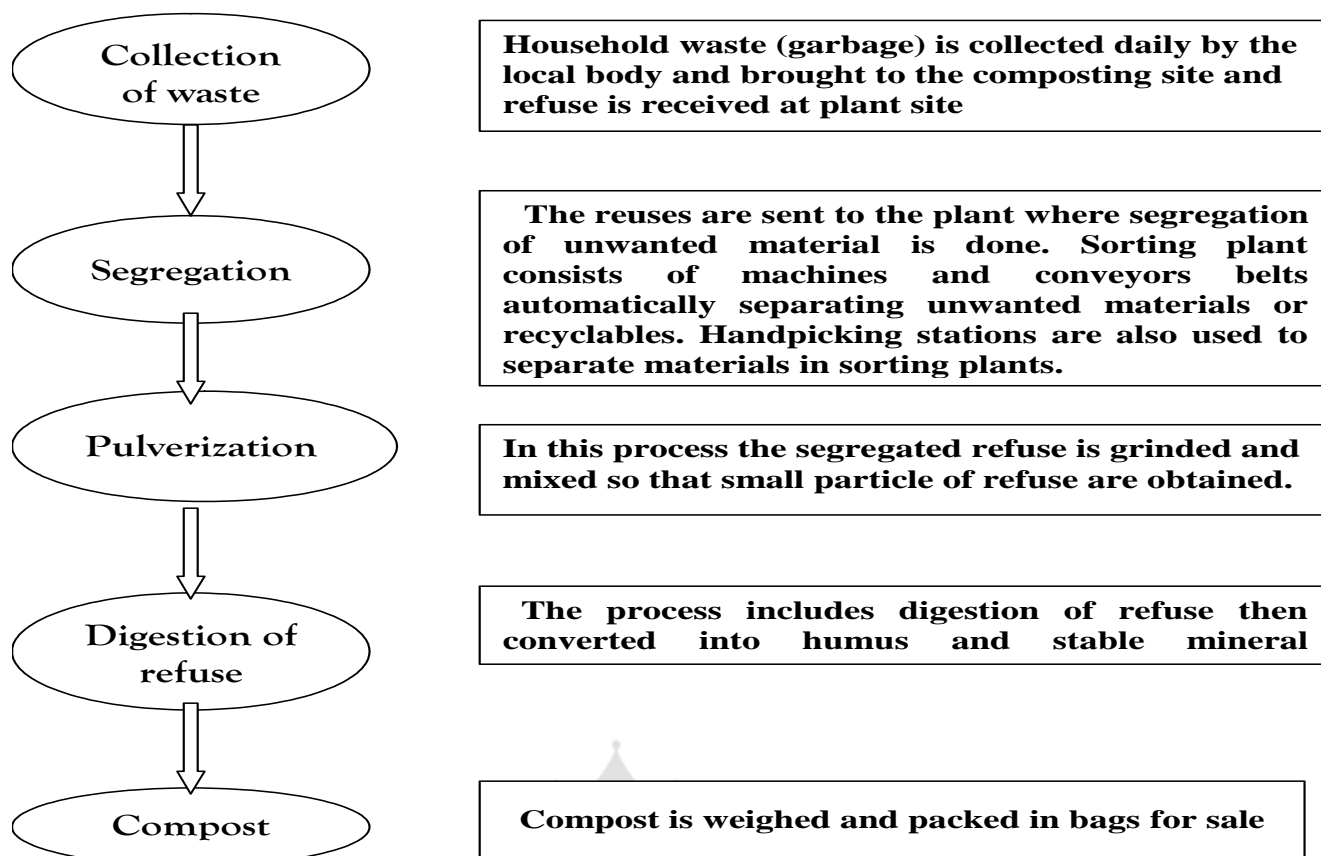 Collection
of waste
Household waste (garbage) is collected daily by the
local body and brought to the composting site and
refuse is received at plant site
Segregation
The reuses are sent to the plant where segregation
of unwanted material is done. Sorting plant
consists of machines and conveyors belts
automatically separating unwanted materials or
recyclables. Handpicking stations are also used to
separate materials in sorting plants.
Pulverization
In this process the segregated refuse is grinded and
mixed so that small particle of refuse are obtained.
Digestion of
refuse
The process includes digestion of refuse then
converted into humus and stable mineral
Compost
Compost is weighed and packed in bags for sale